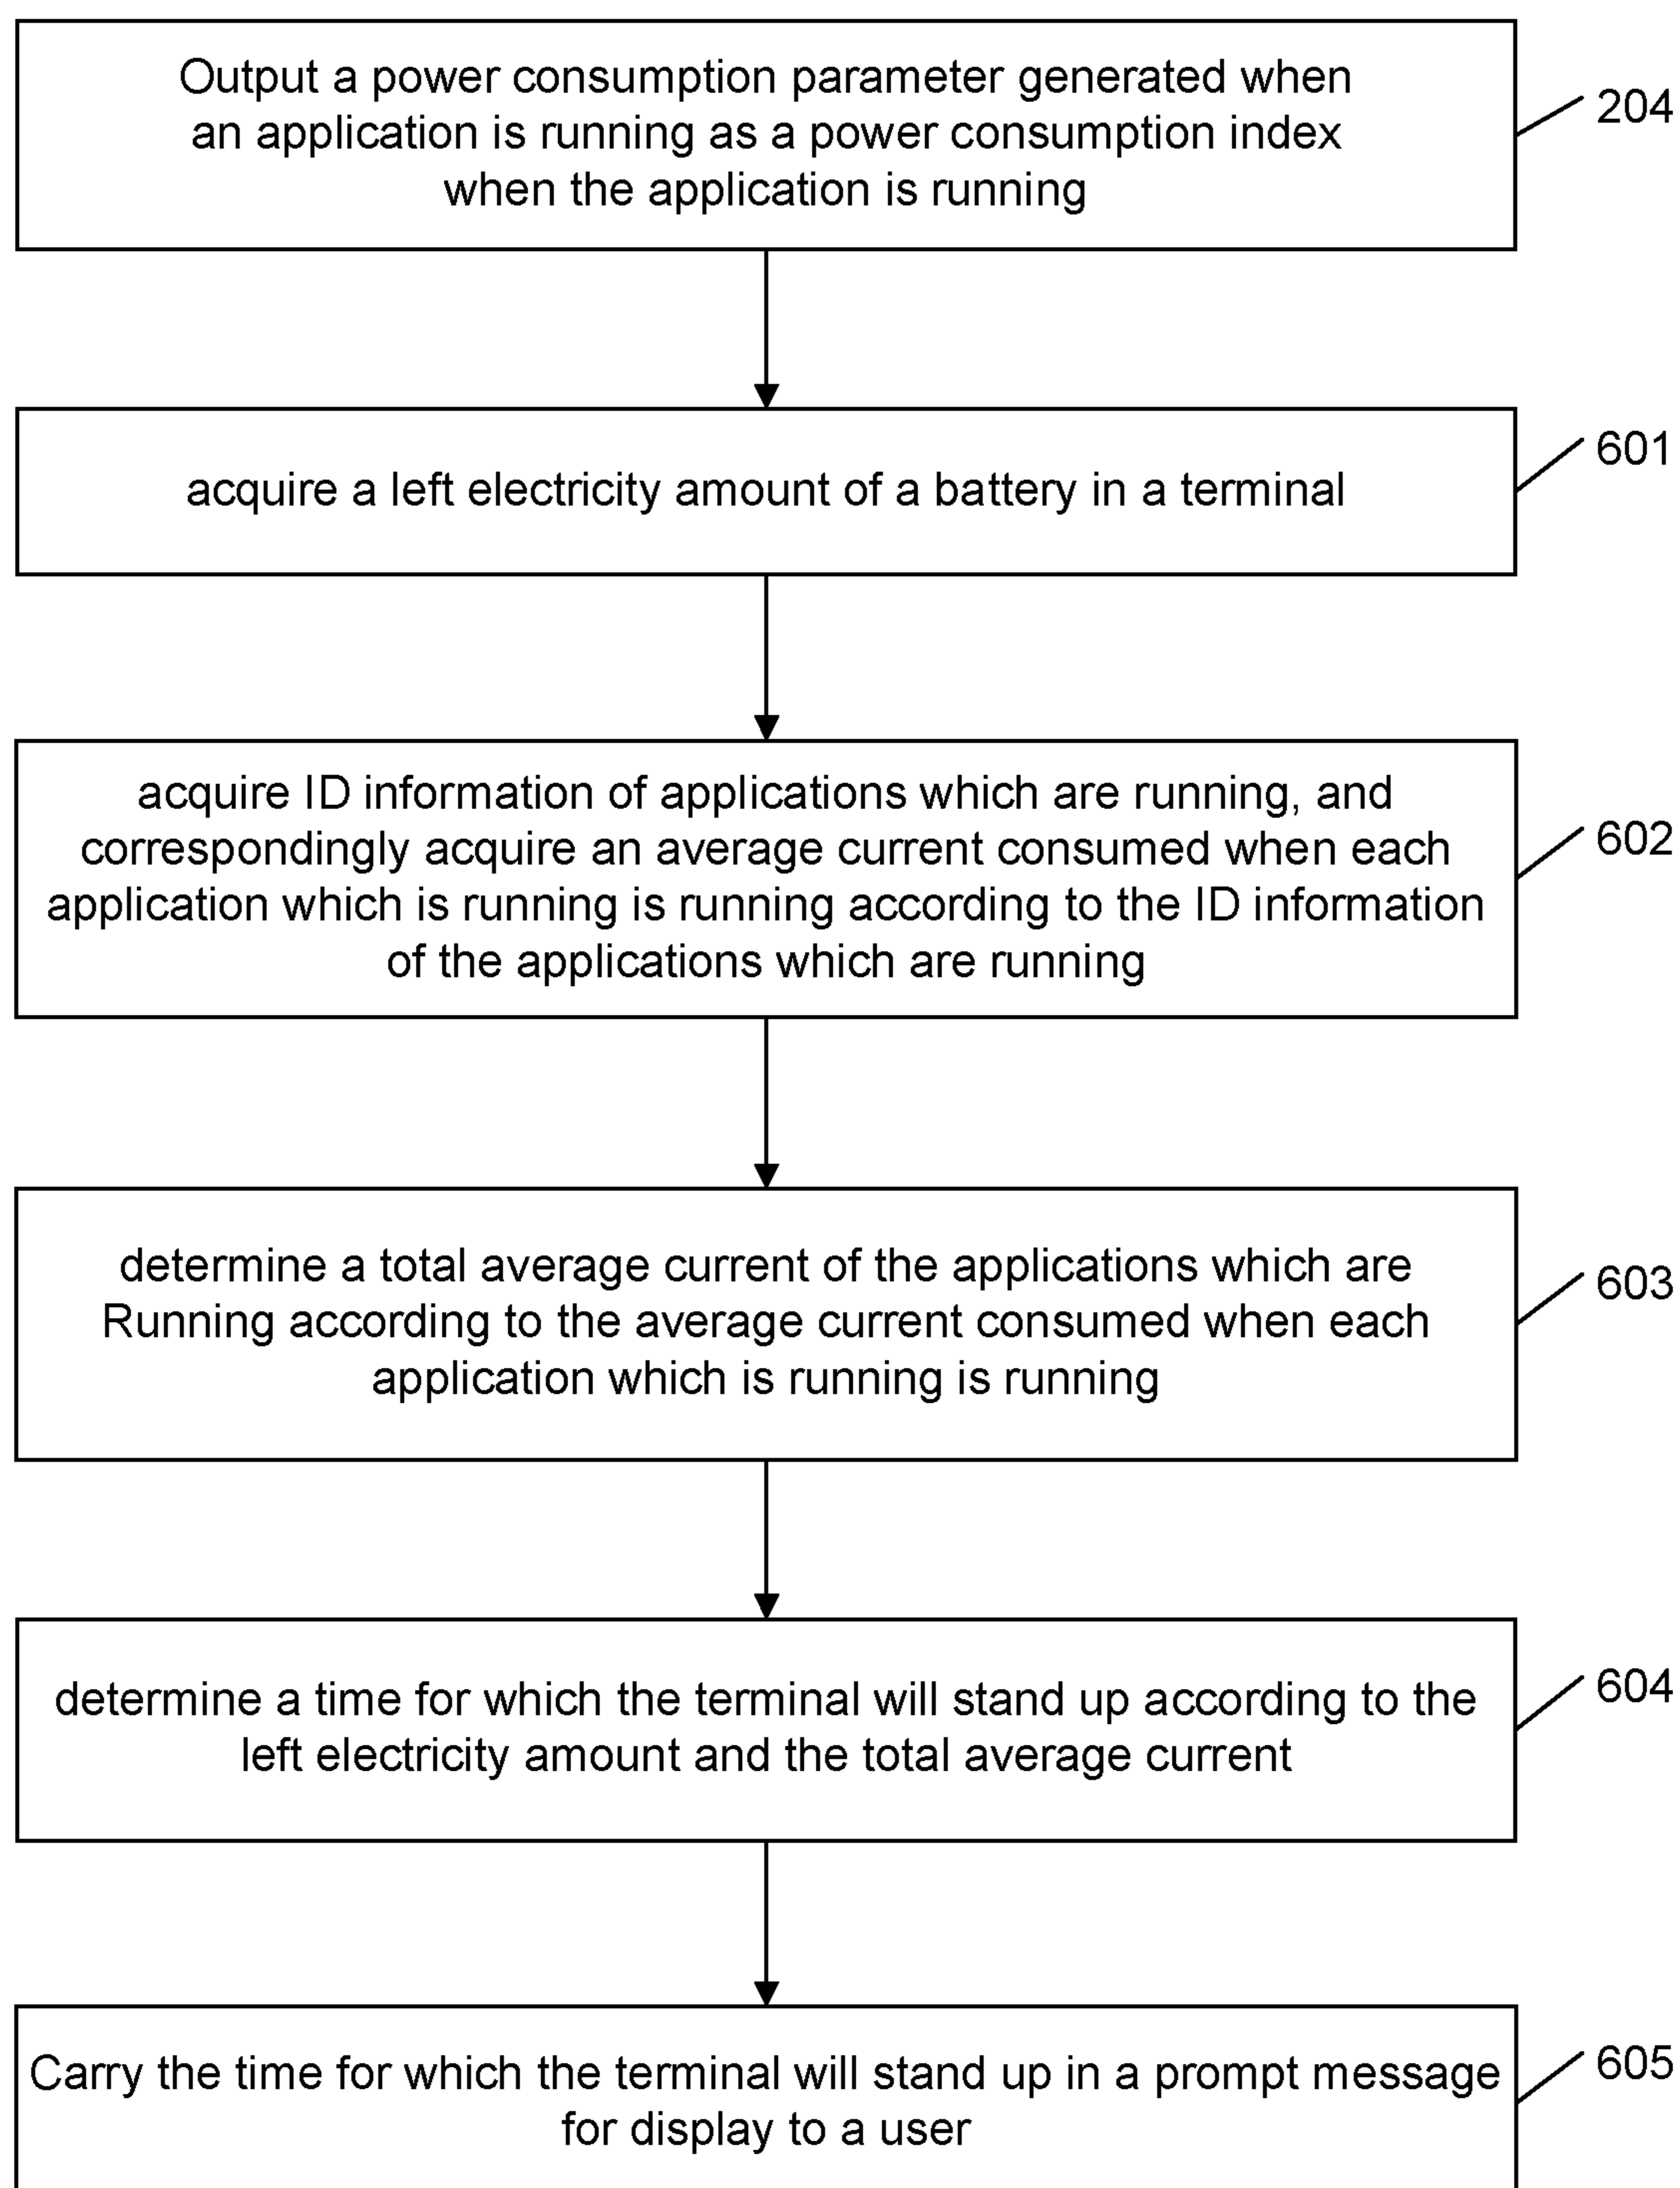 Output a power consumption parameter generated when
an application is running as a power consumption index
when the application is running
204
acquire a left electricity amount of a battery in a terminal
601
acquire ID information of applications which are running, and
correspondingly acquire an average current consumed when each
application which is running is running according to the ID information
of the applications which are running
602
determine a total average current of the applications which are
Running according to the average current consumed when each
application which is running is running
603
determine a time for which the terminal will stand up according to the
left electricity amount and the total average current
604
Carry the time for which the terminal will stand up in a prompt message
for display to a user
605